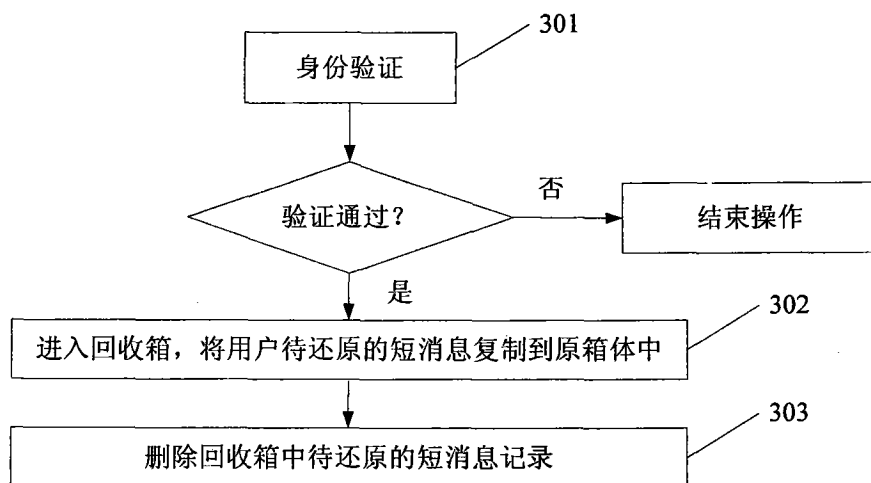 301
身份验证
验证通过?
否
结束操作
是
302
进入回收箱，将用户待还原的短消息复制到原箱体中
303
删除回收箱中待还原的短消息记录